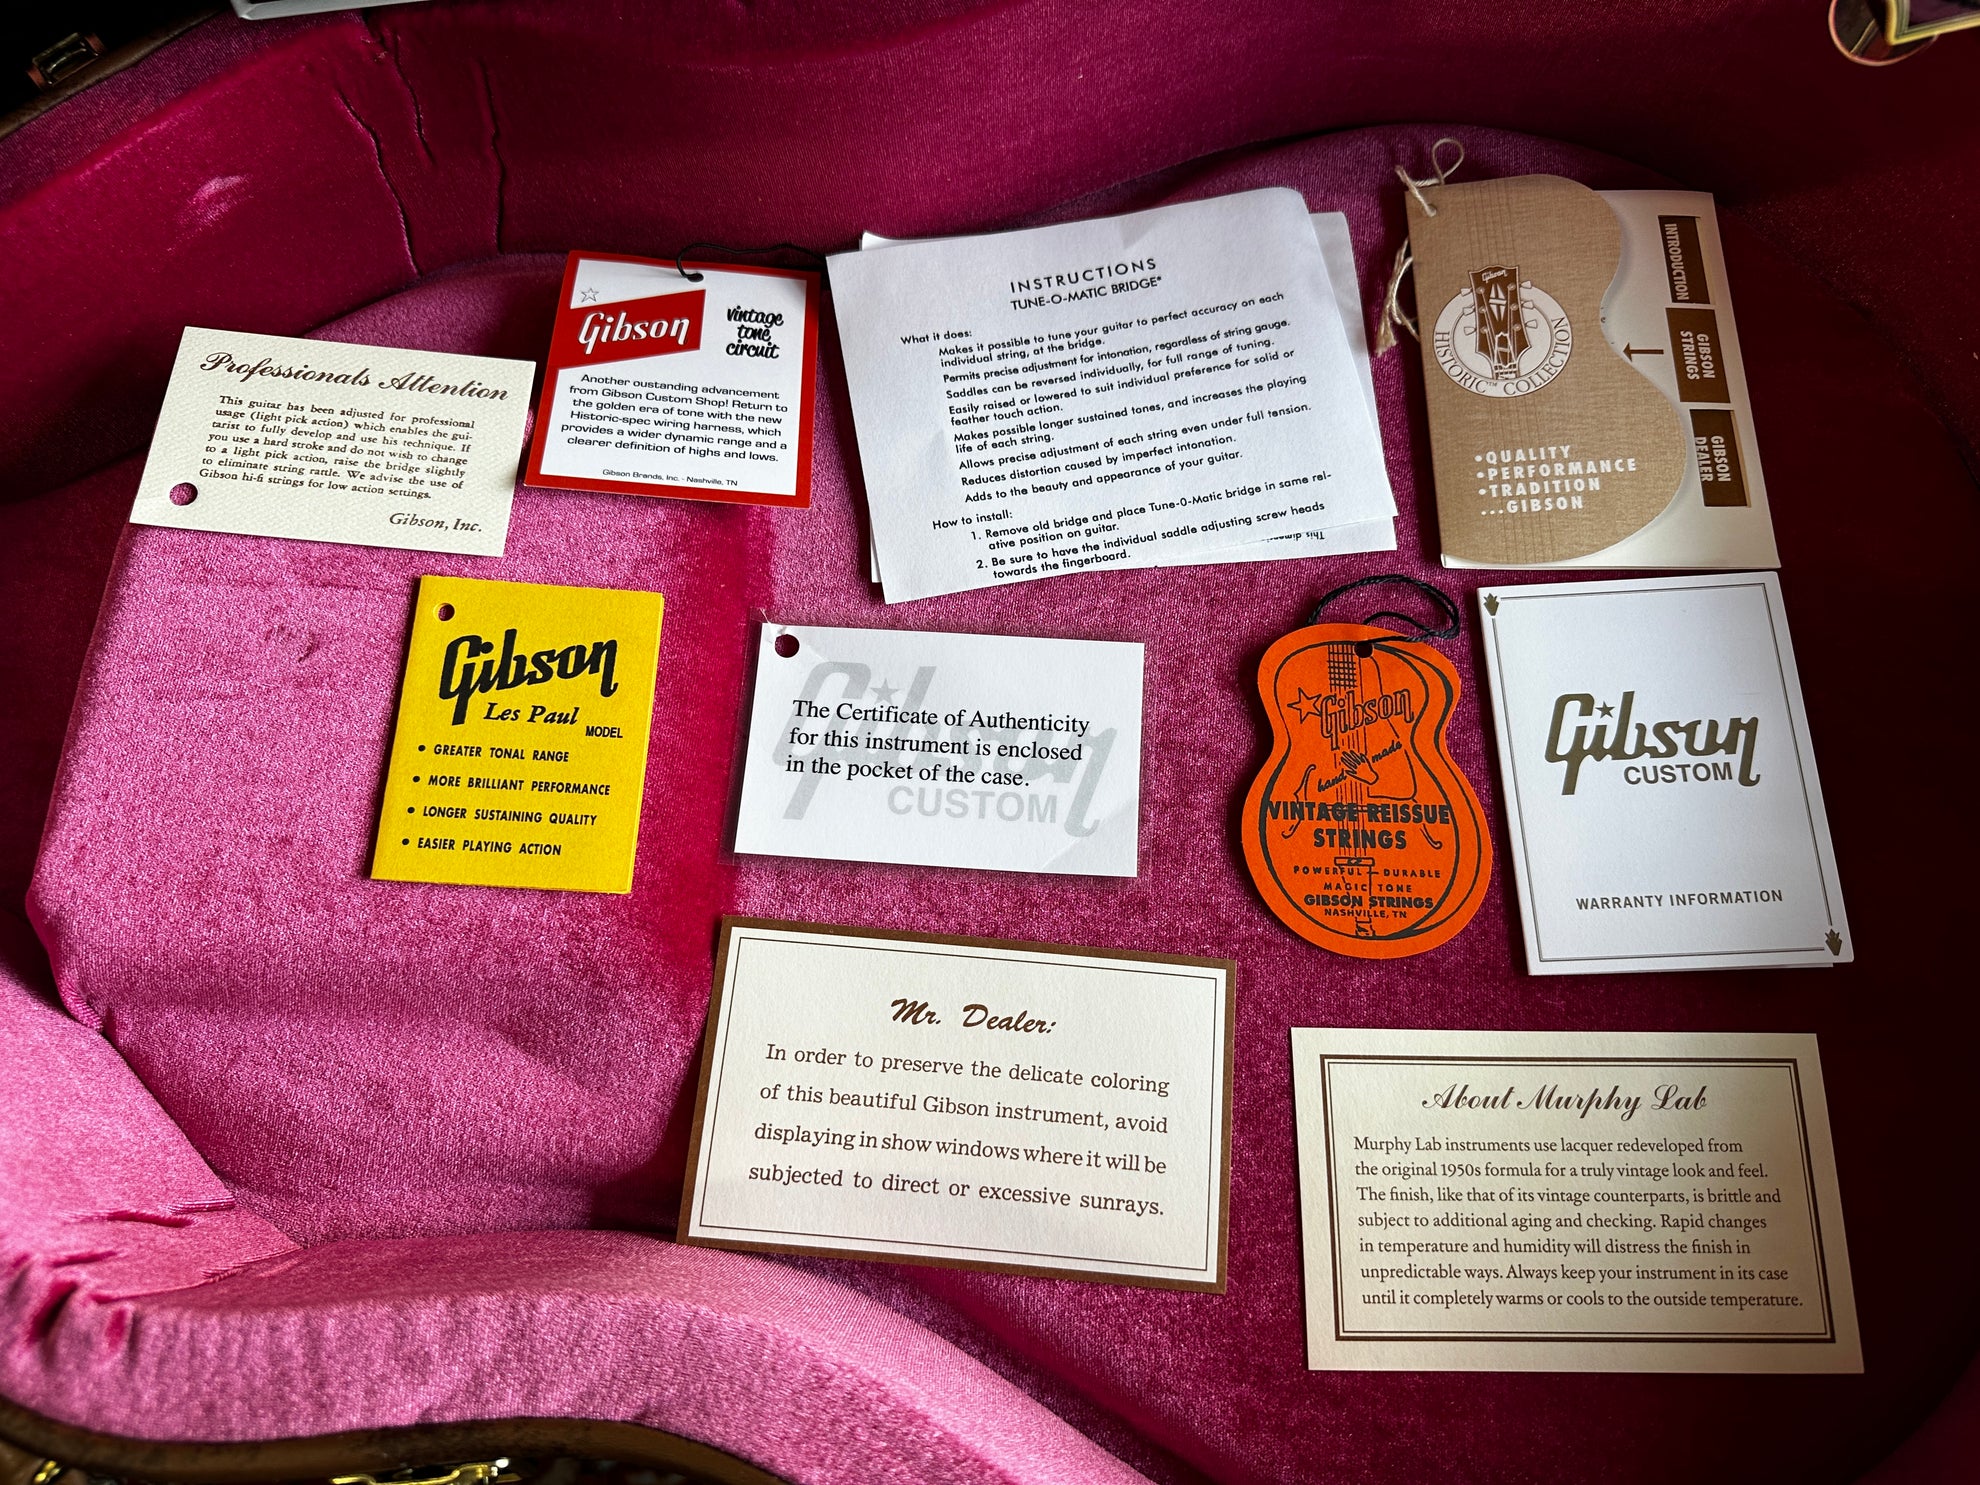 Professionals Attention
This guitar has been adjusted for professional
usage (light pick action) which enables the gui-
tarist to fully develop and use his technique. If
you use a hard stroke and do not wish to change
to a light pick action, raise the bridge slightly
to eliminate string rattle. We advise the use of
Gibson hi-fi strings for low action settings.
Gibson, Inc.
Gibson
vintage
tone
circuit
Another oustanding advancement
from Gibson Custom Shop! Return to
the golden era of tone with the new
Historic-spec wiring harness, which
provides a wider dynamic range and a
clearer definition of highs and lows.
Gibson Brands, Inc. - Nashville, TN
INSTRUCTIONS
TUNE-O-MATIC BRIDGE*
What it does:
Makes it possible to tune your guitar to perfect accuracy on each
individual string, at the bridge.
Permits precise adjustment for intonation, regardless of string gauge.
Saddles can be reversed individually, for full range of tuning.
Easily raised or lowered to suit individual preference for solid or
feather touch action.
Makes possible longer sustained tones, and increases the playing
life of each string.
Allows precise adjustment of each string even under full tension.
Reduces distortion caused by imperfect intonation.
Adds to the beauty and appearance of your guitar.
How to install:
1. Remove old bridge and place Tune-O-Matic bridge in same rel-
ative position on guitar.
2. Be sure to have the individual saddle adjusting screw heads
towards the fingerboard.
This
Gibson
HISTORIC™ COLLECTION
•QUALITY
•PERFORMANCE
•TRADITION
...GIBSON
INTRODUCTION
GIBSON
STRINGS
GIBSON
DEALER
Gibson
Les Paul
MODEL
• GREATER TONAL RANGE
• MORE BRILLIANT PERFORMANCE
• LONGER SUSTAINING QUALITY
• EASIER PLAYING ACTION
Gibson
CUSTOM
The Certificate of Authenticity
for this instrument is enclosed
in the pocket of the case.
Gibson
hand made
VINTAGE REISSUE
STRINGS
POWERFUL - DURABLE
MAGIC TONE
GIBSON STRINGS
NASHVILLE, TN
Gibson
CUSTOM
WARRANTY INFORMATION
Mr. Dealer:
In order to preserve the delicate coloring
of this beautiful Gibson instrument, avoid
displaying in show windows where it will be
subjected to direct or excessive sunrays.
About Murphy Lab
Murphy Lab instruments use lacquer redeveloped from
the original 1950s formula for a truly vintage look and feel.
The finish, like that of its vintage counterparts, is brittle and
subject to additional aging and checking. Rapid changes
in temperature and humidity will distress the finish in
unpredictable ways. Always keep your instrument in its case
until it completely warms or cools to the outside temperature.